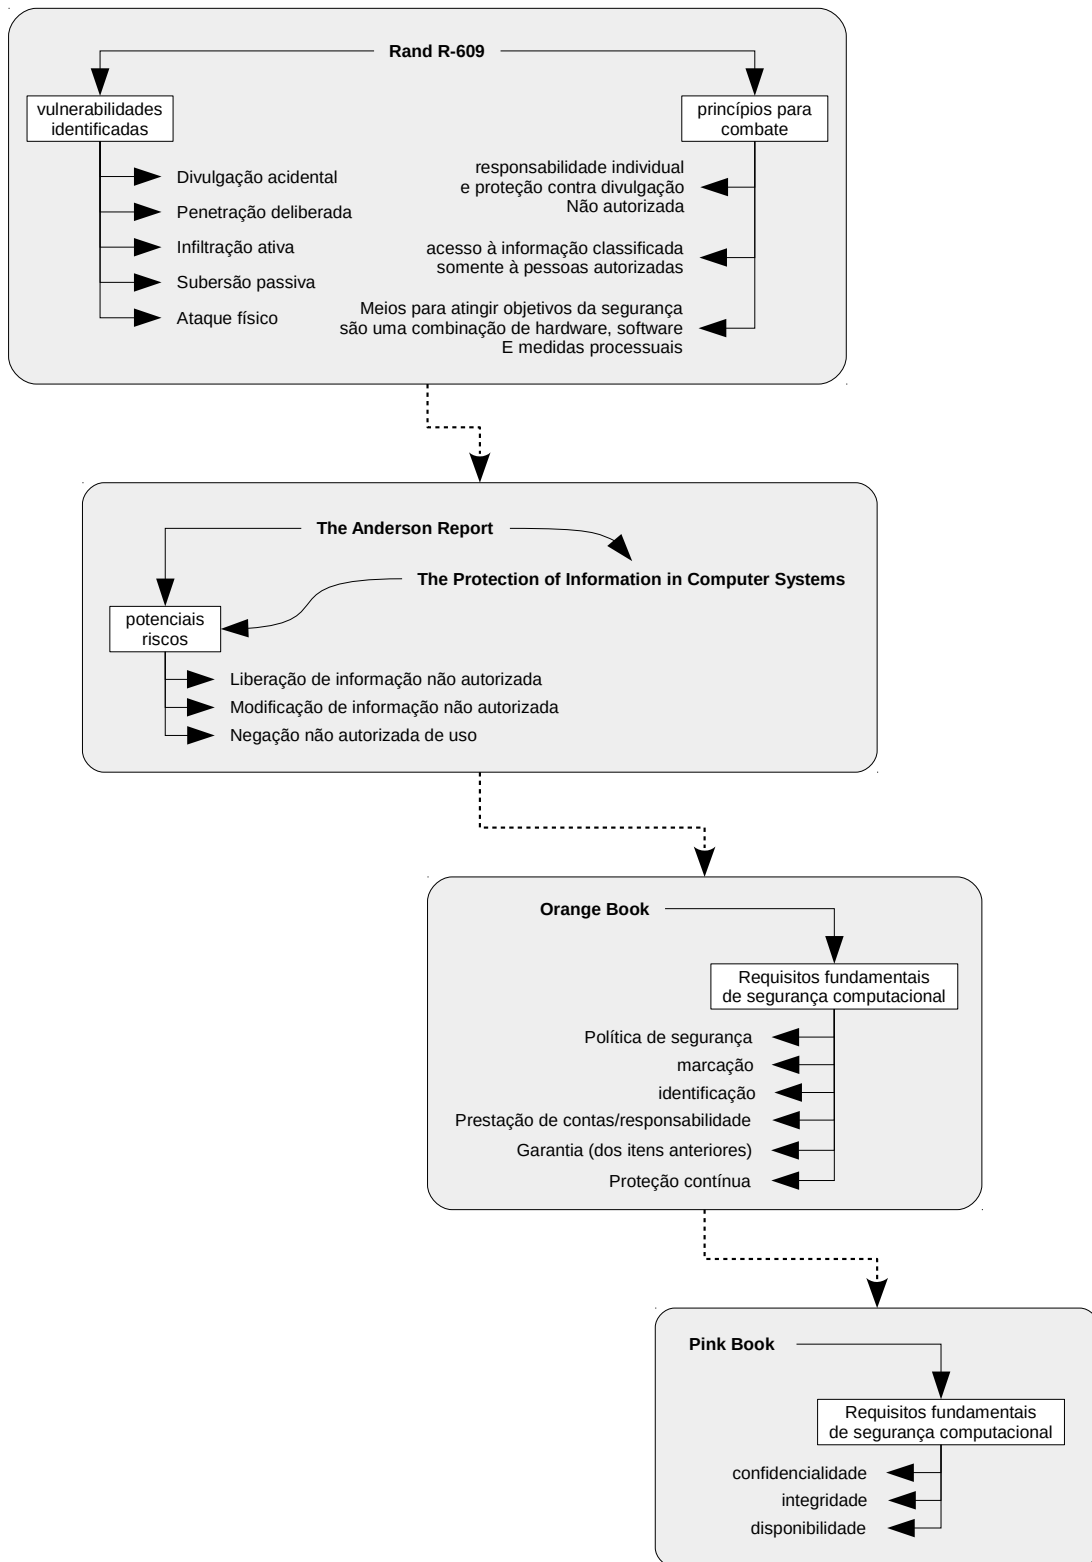 Rand R-609
vulnerabilidades
identificadas
Divulgação acidental
Penetração deliberada
Infiltração ativa
Subersão passiva
Ataque físico
princípios para
combate
responsabilidade individual
e proteção contra divulgação
Não autorizada
acesso à informação classificada
somente à pessoas autorizadas
Meios para atingir objetivos da segurança
são uma combinação de hardware, software
E medidas processuais
The Anderson Report
The Protection of Information in Computer Systems
potenciais
riscos
Liberação de informação não autorizada
Modificação de informação não autorizada
Negação não autorizada de uso
Orange Book
Requisitos fundamentais
de segurança computacional
Política de segurança
marcação
identificação
Prestação de contas/responsabilidade
Garantia (dos itens anteriores)
Proteção contínua
Pink Book
Requisitos fundamentais
de segurança computacional
confidencialidade
integridade
disponibilidade